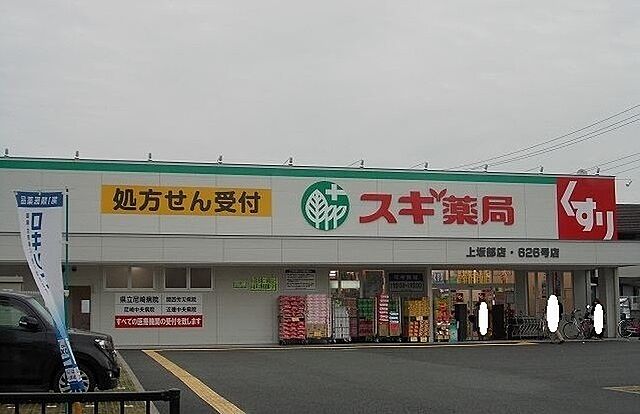 処方せん受付
スギ薬局
くすり
上坂部店・626号店
県立尼崎病院
関西労災病院
尼崎中央病院
近畿中央病院
すべての医療機関の受付を致します